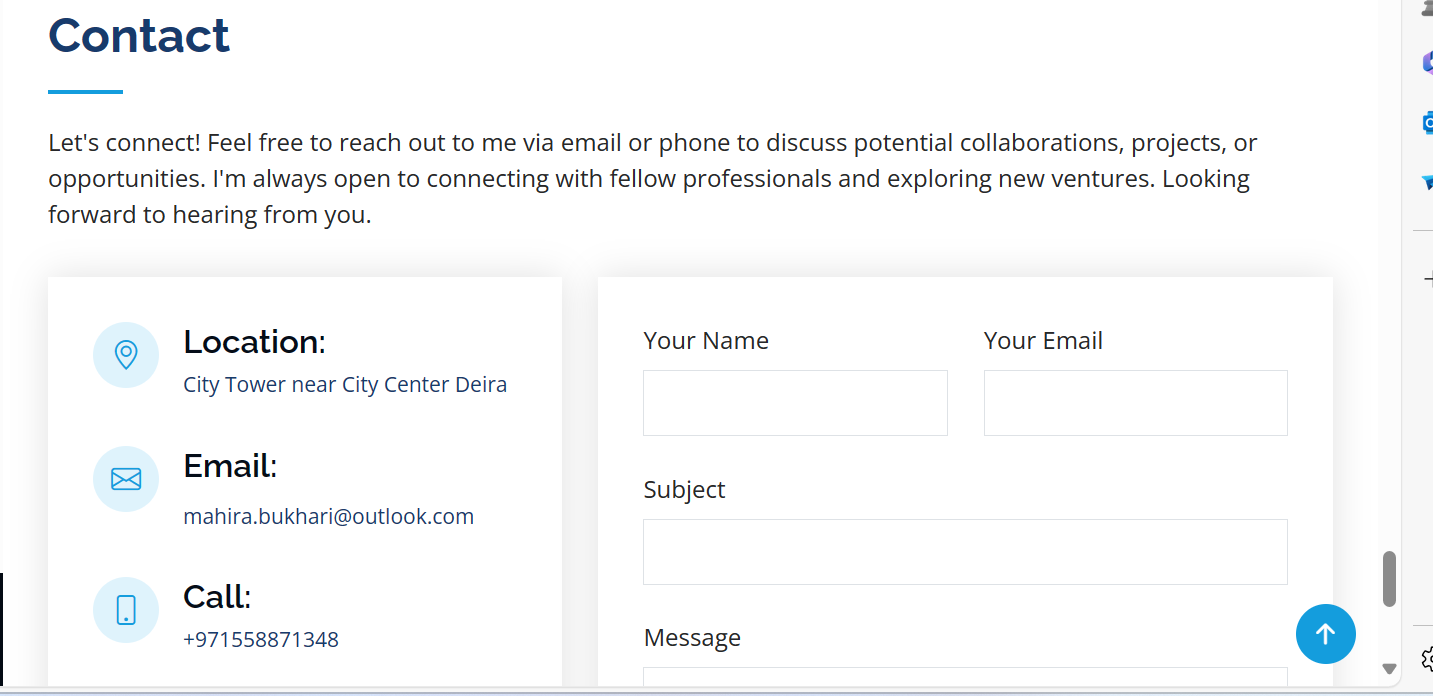 Contact
Let's connect! Feel free to reach out to me via email or phone to discuss potential collaborations, projects, or
opportunities. I'm always open to connecting with fellow professionals and exploring new ventures. Looking
forward to hearing from you.
Location:
City Tower near City Center Deira
Email:
mahira.bukhari@outlook.com
Call:
+971558871348
Your Name
Your Email
Subject
Message